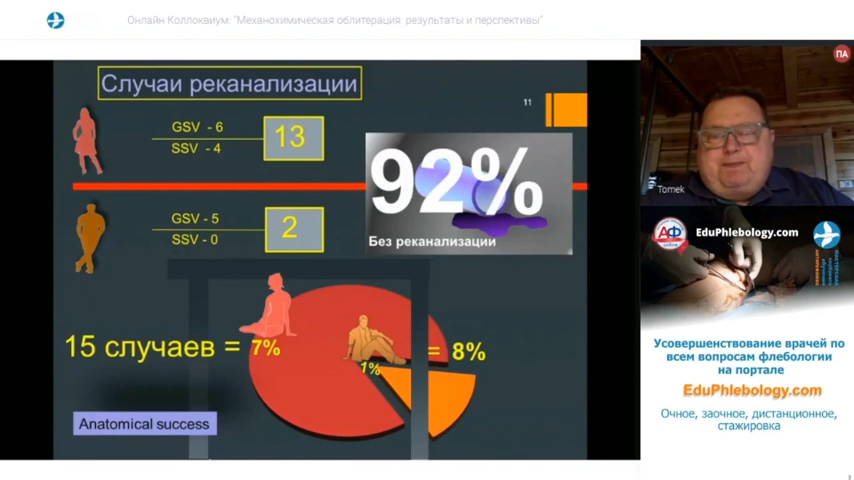 Онлайн Коллоквиум: "Механохимическая облитерация: результаты и перспективы"
ПА
Случаи реканализации
11
GSV - 6
SSV - 4
13
92%
Без реканализации
GSV - 5
SSV - 0
2
15 случаев = 7%
1%
= 8%
Anatomical success
Tomek
АФ
EduPhlebology.com
Усовершенствование врачей по
всем вопросам флебологии
на портале
EduPhlebology.com
Очное, заочное, дистанционное,
стажировка